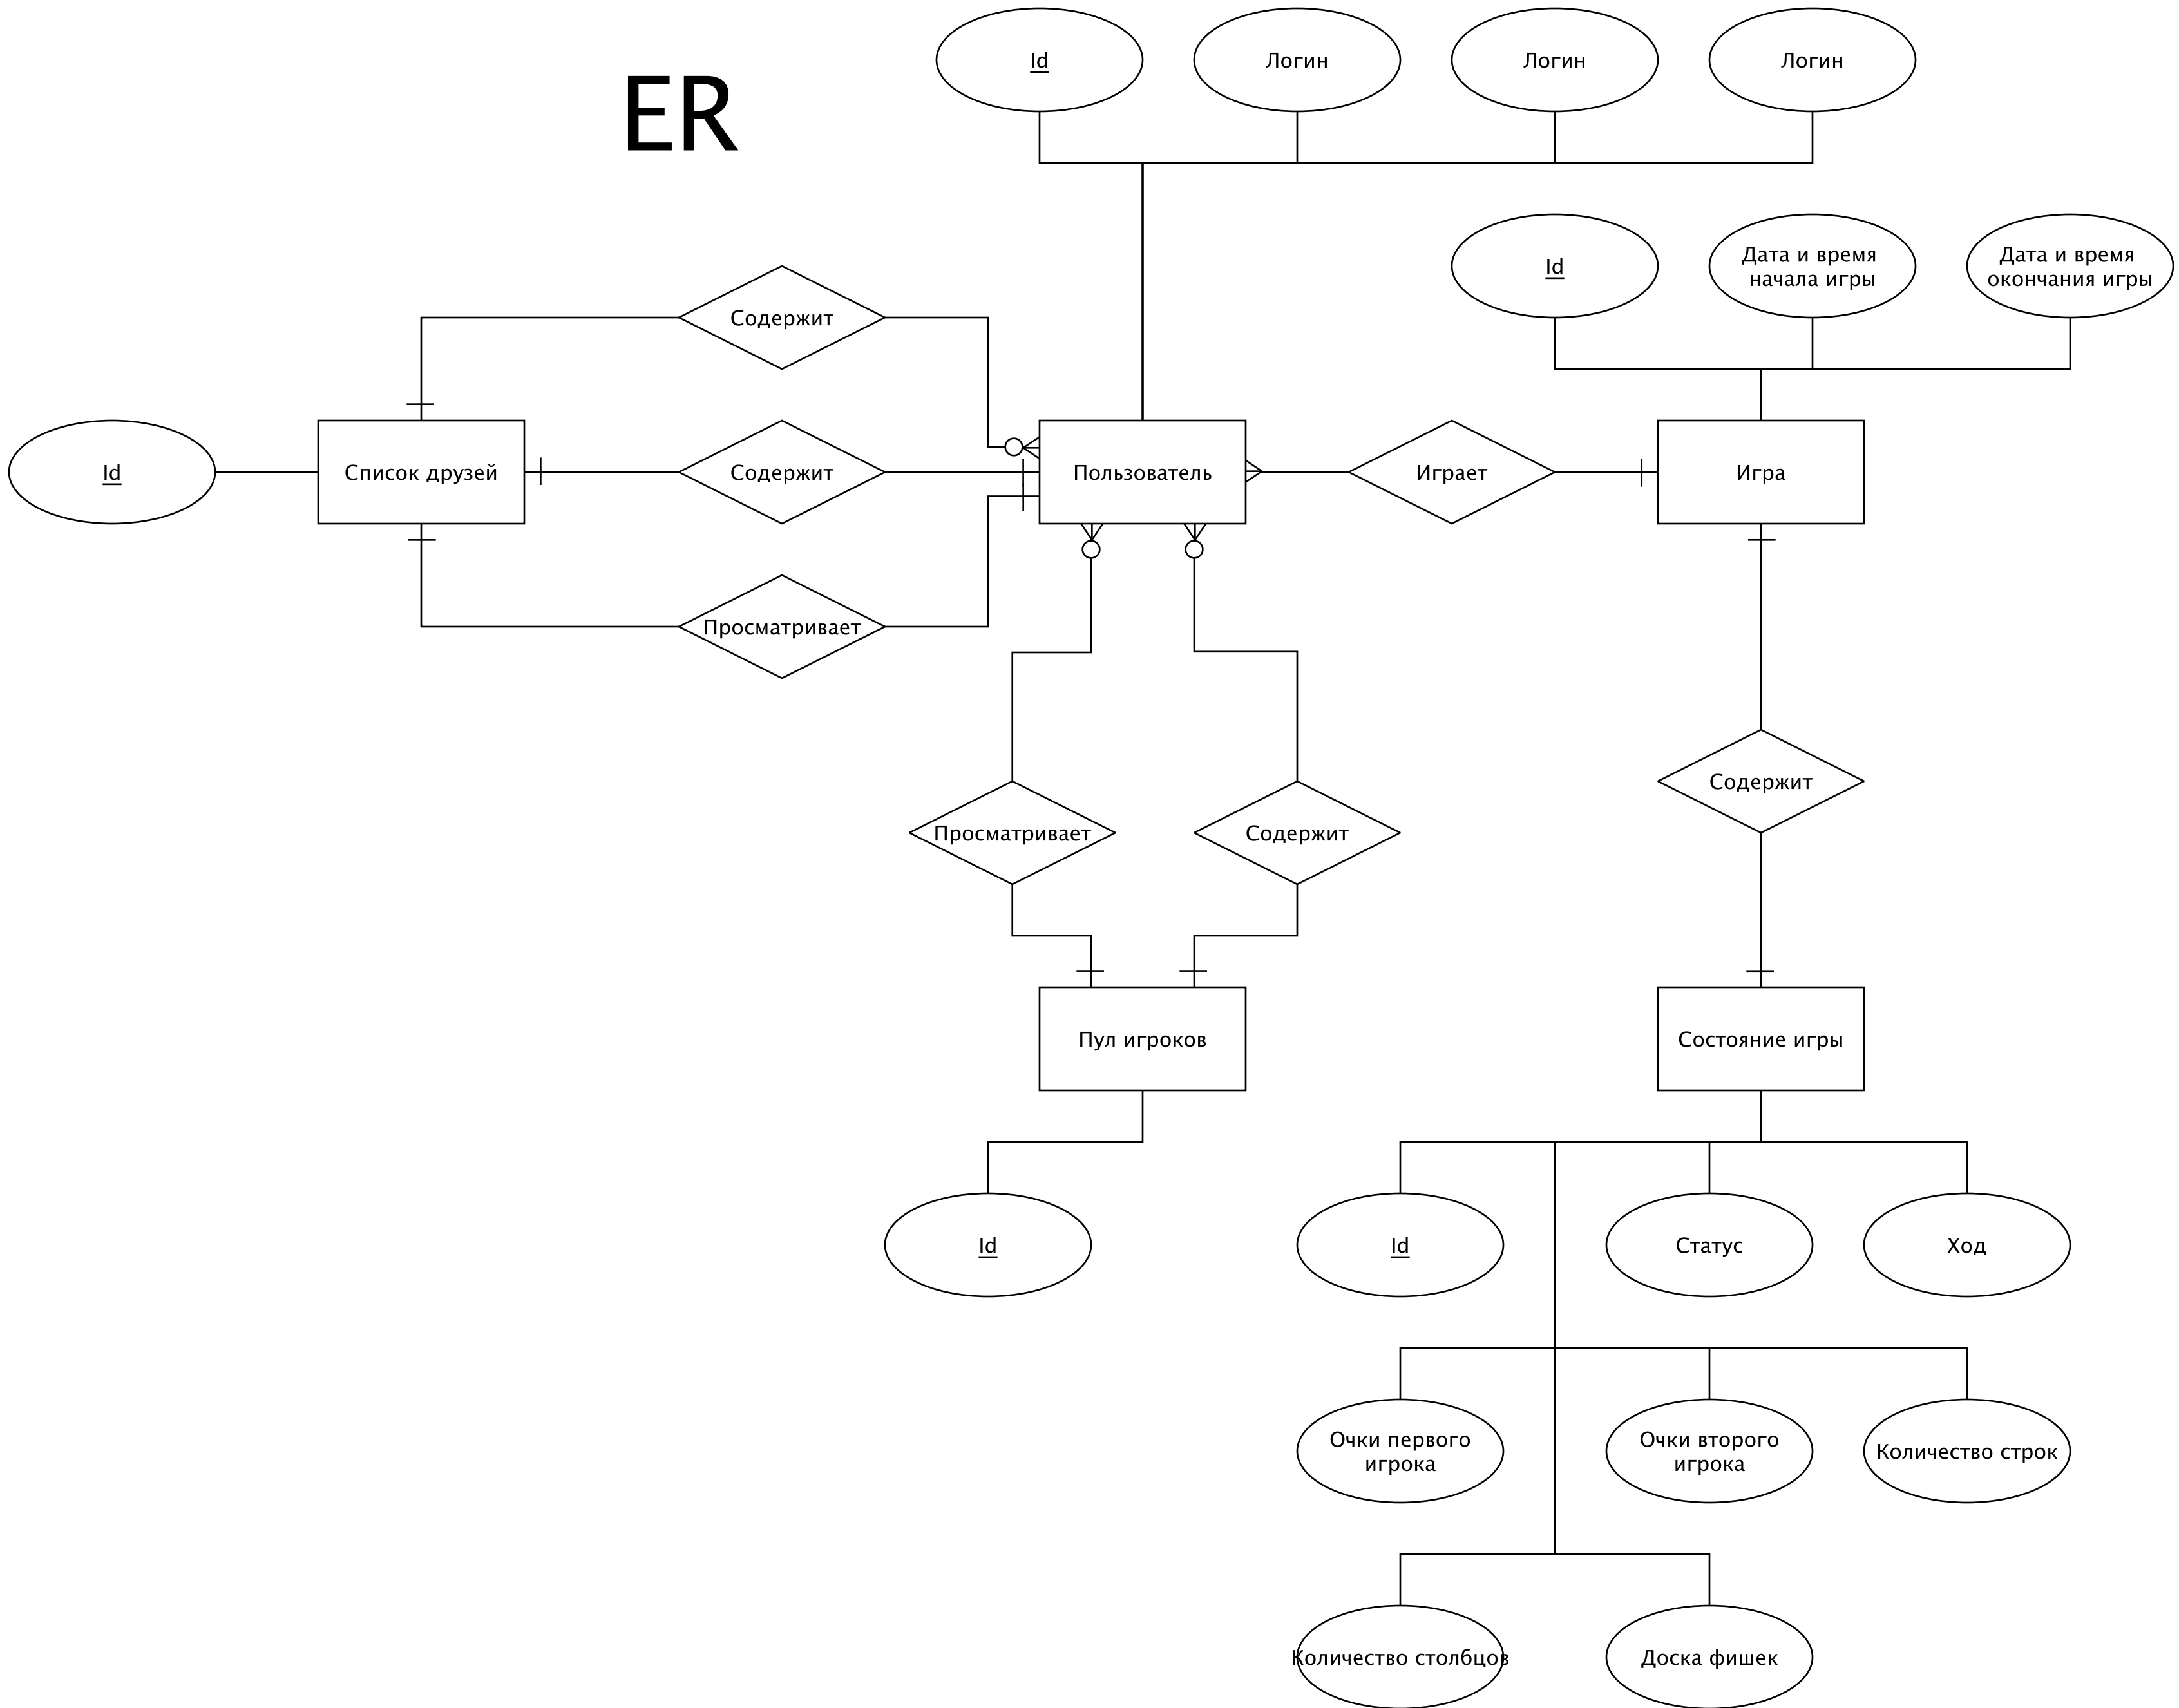 Id
Логин
Логин
Логин
ER
Id
Дата и время
начала игры
Дата и время
окончания игры
Содержит
Id
Список друзей
Содержит
Пользователь
Играет
Игра
Просматривает
Содержит
Просматривает
Содержит
Пул игроков
Состояние игры
Id
Id
Статус
Ход
Очки первого
игрока
Очки второго
игрока
Количество строк
Количество столбцов
Доска фишек